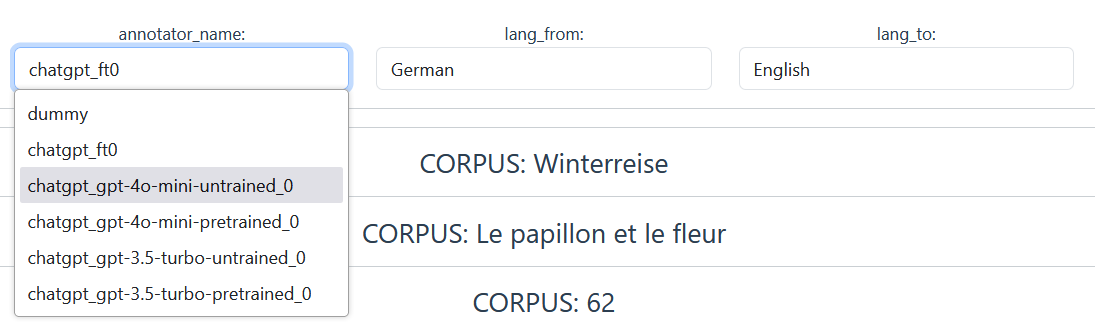 annotator_name: lang_from: lang_to:
chatgpt_ft0 German English
dummy
chatgpt_ft0
chatgpt_gpt-4o-mini-untrained_0
chatgpt_gpt-4o-mini-pretrained_0
chatgpt_gpt-3.5-turbo-untrained_0
chatgpt_gpt-3.5-turbo-pretrained_0
CORPUS: Winterreise
CORPUS: Le papillon et le fleur
CORPUS: 62